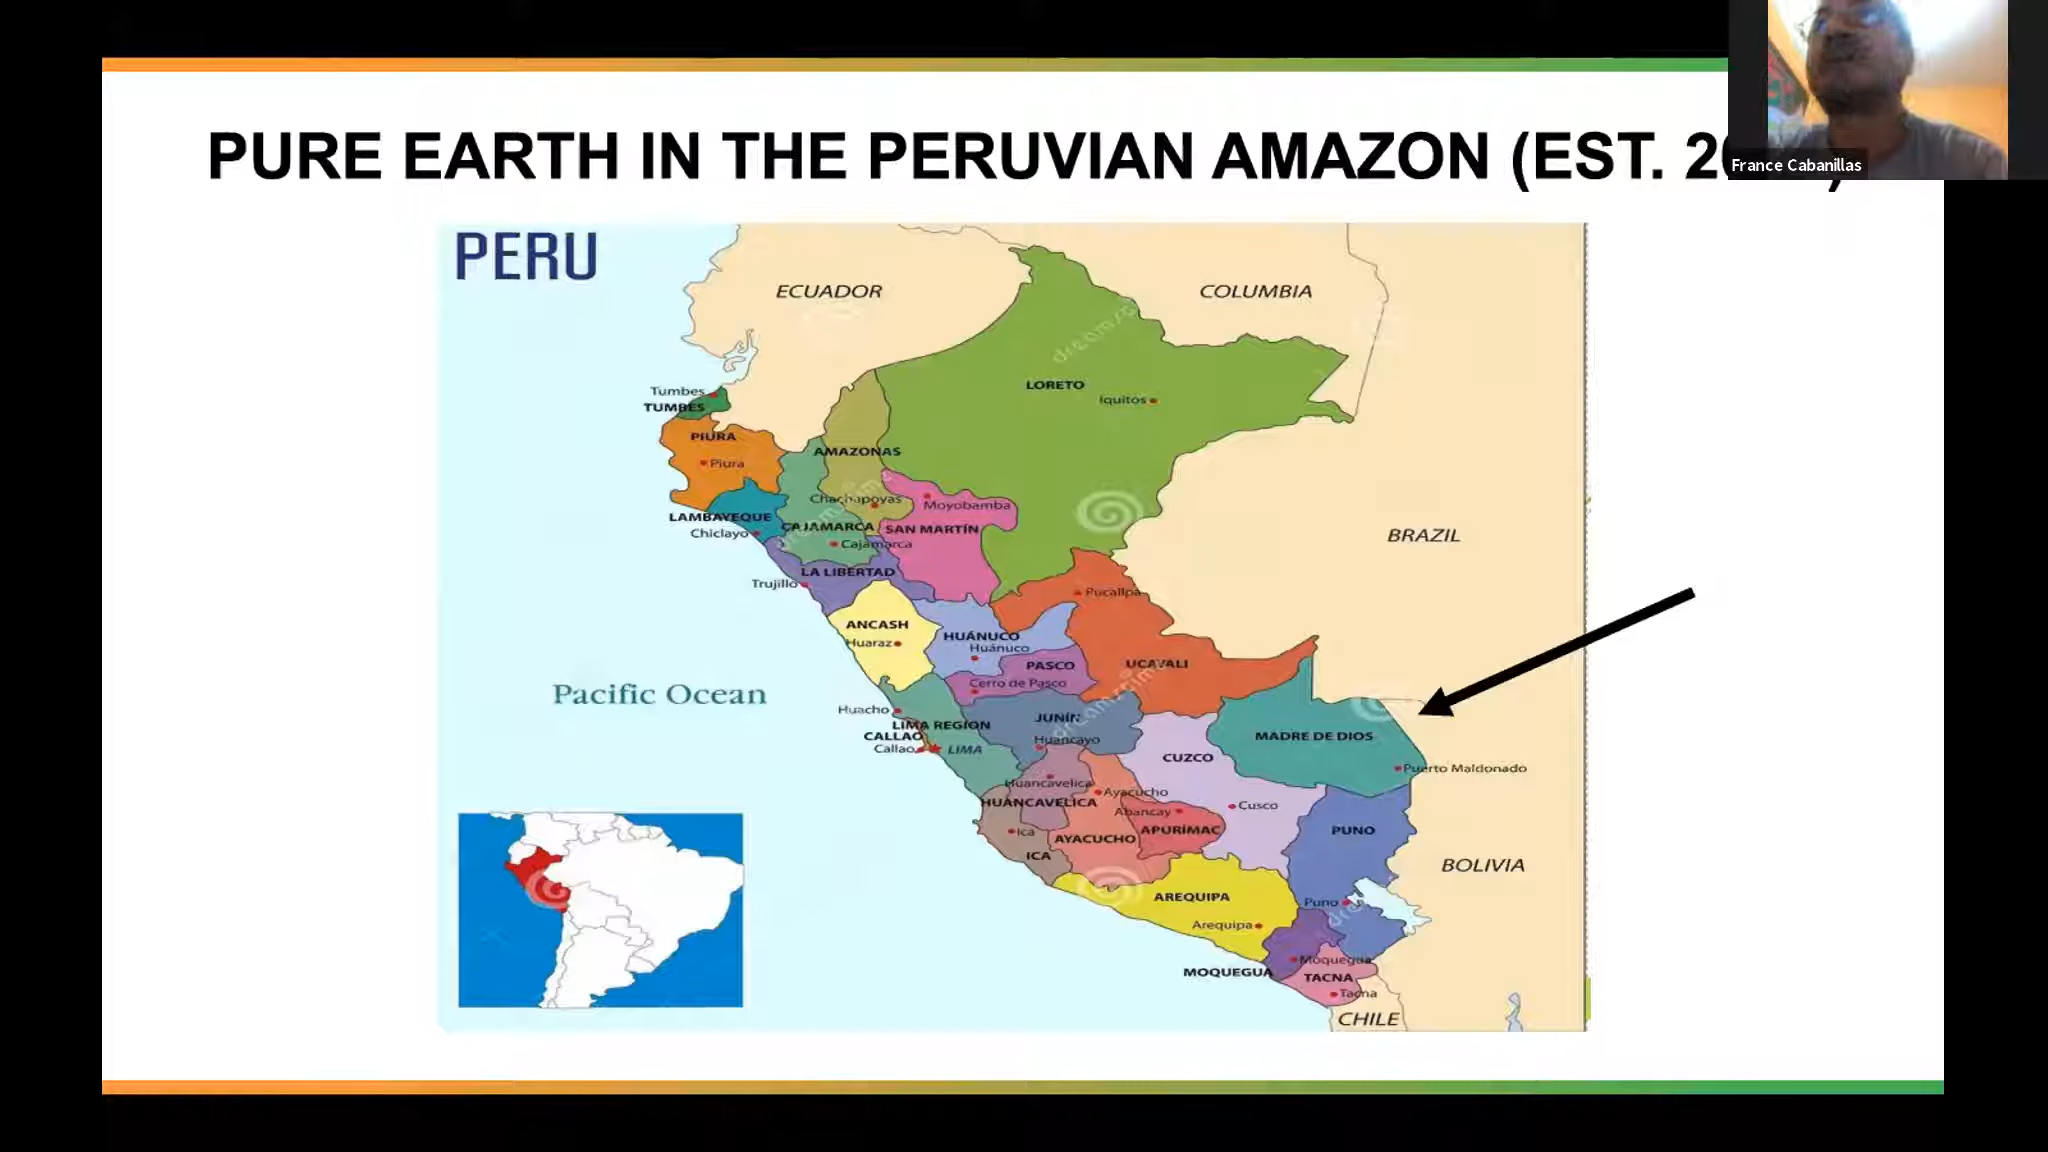 PURE EARTH IN THE PERUVIAN AMAZON (EST.
France Cabanillas
PERU
ECUADOR
COLUMBIA
LORETO
Iquitos
Tumbes
TUMBES
PIURA
Piura
AMAZONAS
Chachapoyas
Moyobamba
LAMBAYEQUE
Chiclayo
CAJAMARCA
SAN MARTÍN
Cajamarca
BRAZIL
LA LIBERTAD
Trujillo
Pucallpa
ANCASH
Huaraz
HUÁNUCO
Huánuco
PASCO
UCAYALI
Cerro de Pasco
Pacific Ocean
Huacho
LIMA REGION
JUNÍN
CALLAO
Callao
LIMA
Huancayo
MADRE DE DIOS
CUZCO
Puerto Maldonado
Huancavelica
Ayacucho
HUANCAVELICA
Abancay
Cusco
Ica
AYACUCHO
APURÍMAC
PUNO
ICA
BOLIVIA
AREQUIPA
Puno
Arequipa
Moquegua
MOQUEGUA
TACNA
Tacna
CHILE
dreamstime